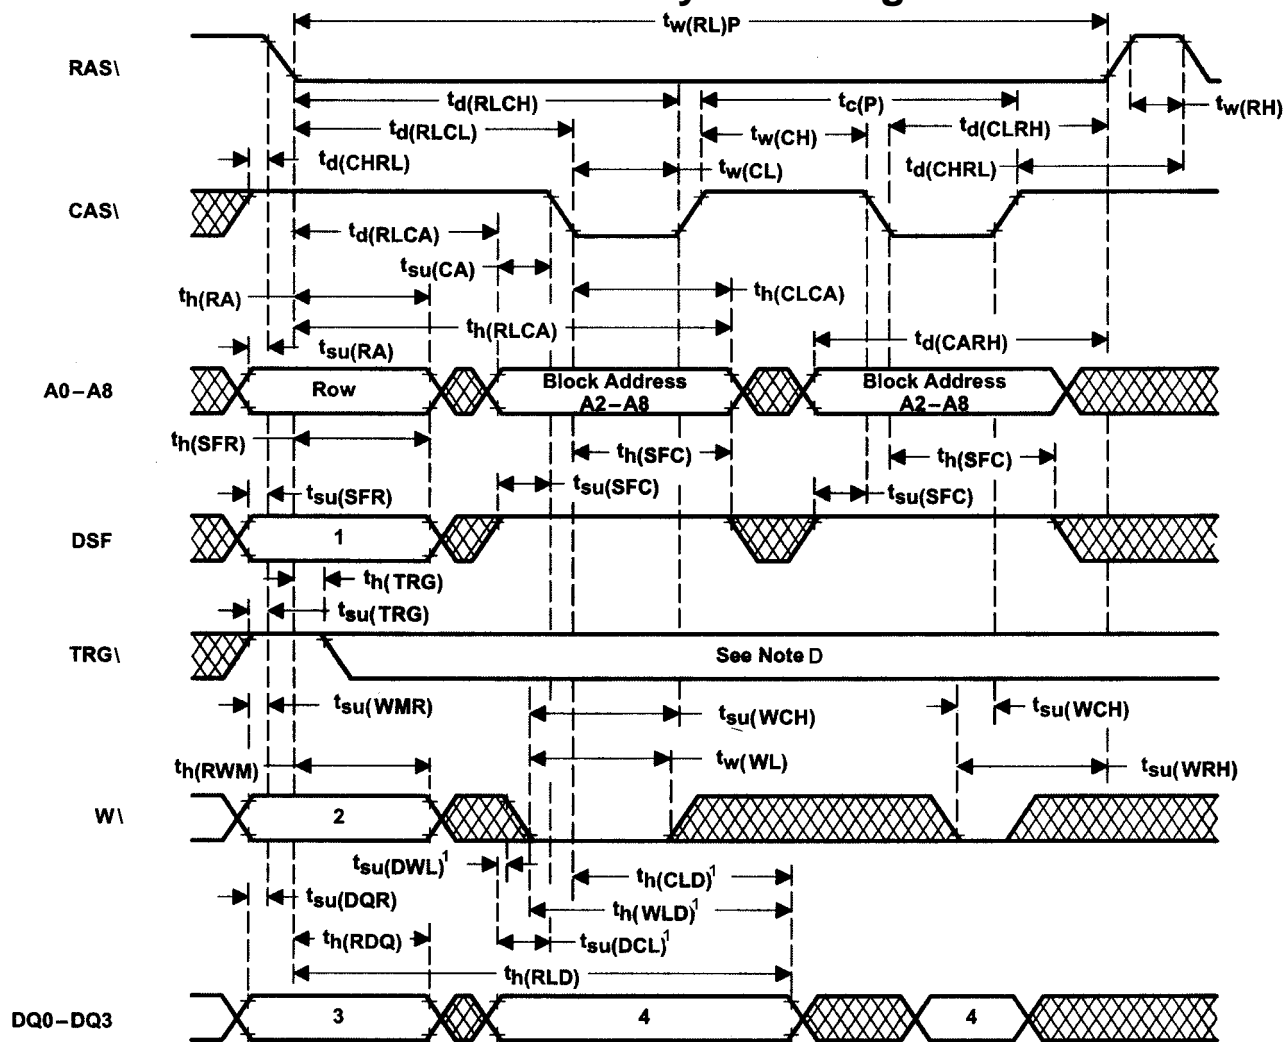 tw(RL)P
RAS\
td(RLCH)
tc(P)
tw(RH)
td(RLCL)
tw(CH)
td(CLRH)
td(CHRL)
tw(CL)
td(CHRL)
CAS\
td(RLCA)
tsu(CA)
th(RA)
th(CLCA)
th(RLCA)
tsu(RA)
td(CARH)
A0–A8
Row
Block Address
A2–A8
Block Address
A2–A8
th(SFR)
th(SFC)
th(SFC)
tsu(SFR)
tsu(SFC)
tsu(SFC)
DSF
1
th(TRG)
tsu(TRG)
TRG\
See Note D
tsu(WMR)
tsu(WCH)
tsu(WCH)
th(RWM)
tw(WL)
tsu(WRH)
W\
2
tsu(DWL)1
th(CLD)1
tsu(DQR)
th(WLD)1
th(RDQ)
tsu(DCL)1
th(RLD)
DQ0–DQ3
3
4
4